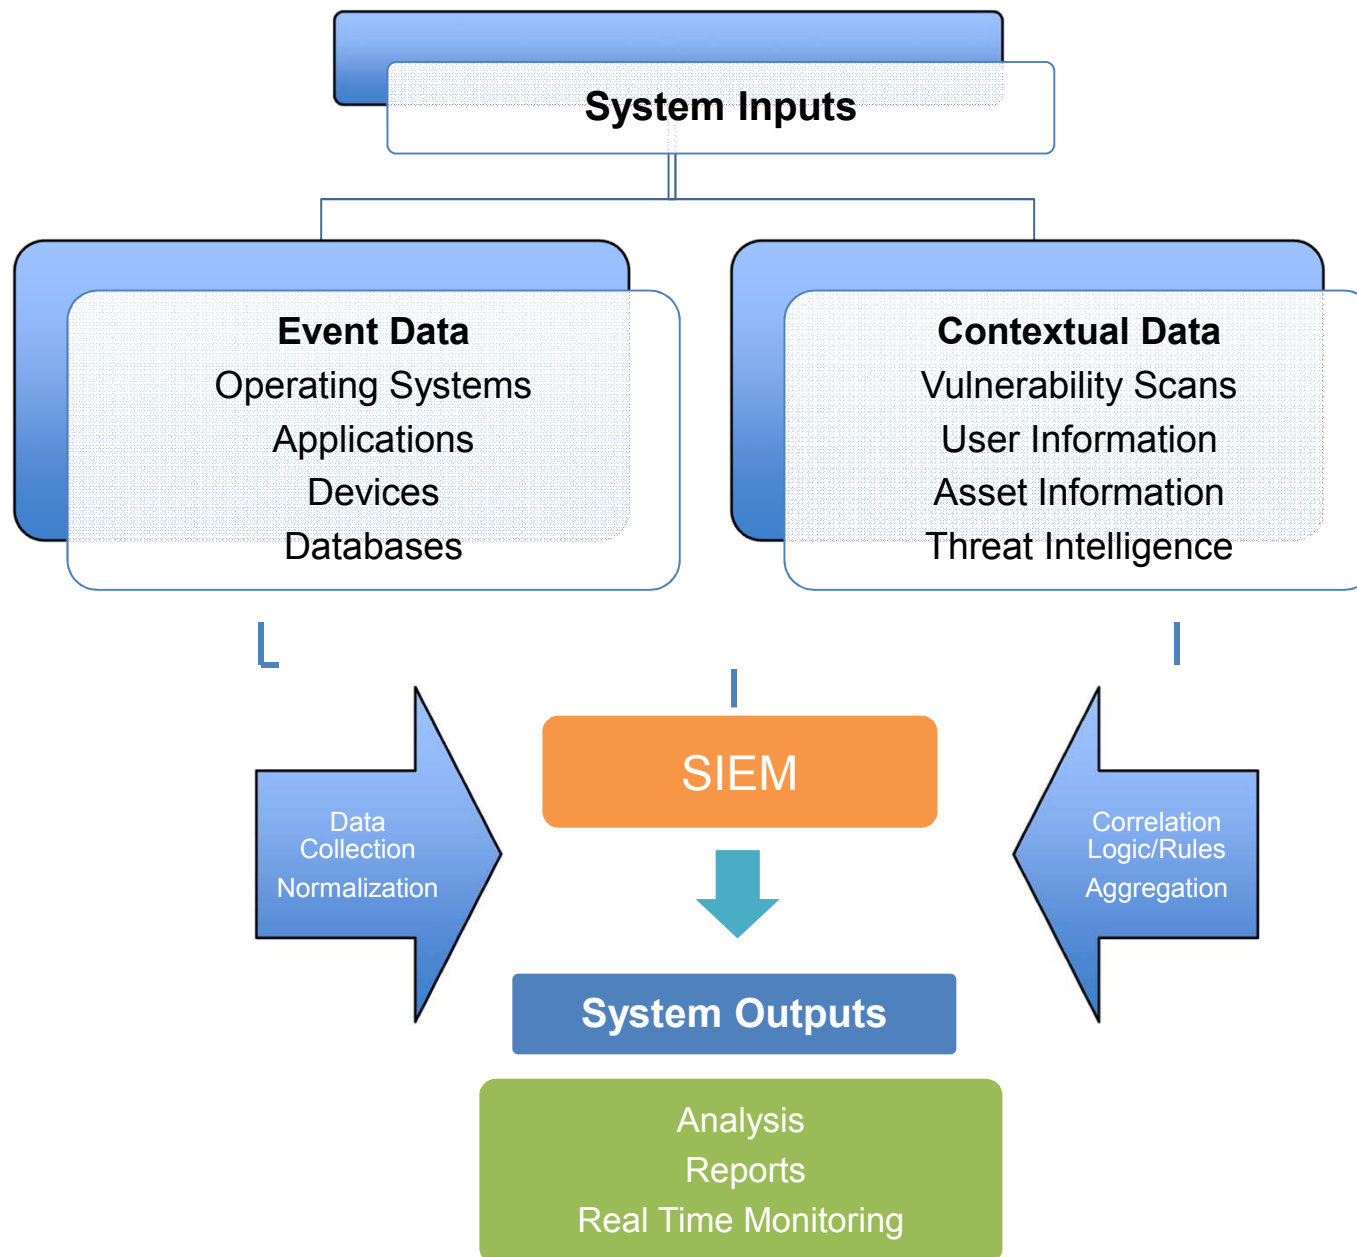 System Inputs
Event Data
Operating Systems
Applications
Devices
Databases
Contextual Data
Vulnerability Scans
User Information
Asset Information
Threat Intelligence
Data
Collection
Normalization
SIEM
Correlation
Logic/Rules
Aggregation
System Outputs
Analysis
Reports
Real Time Monitoring